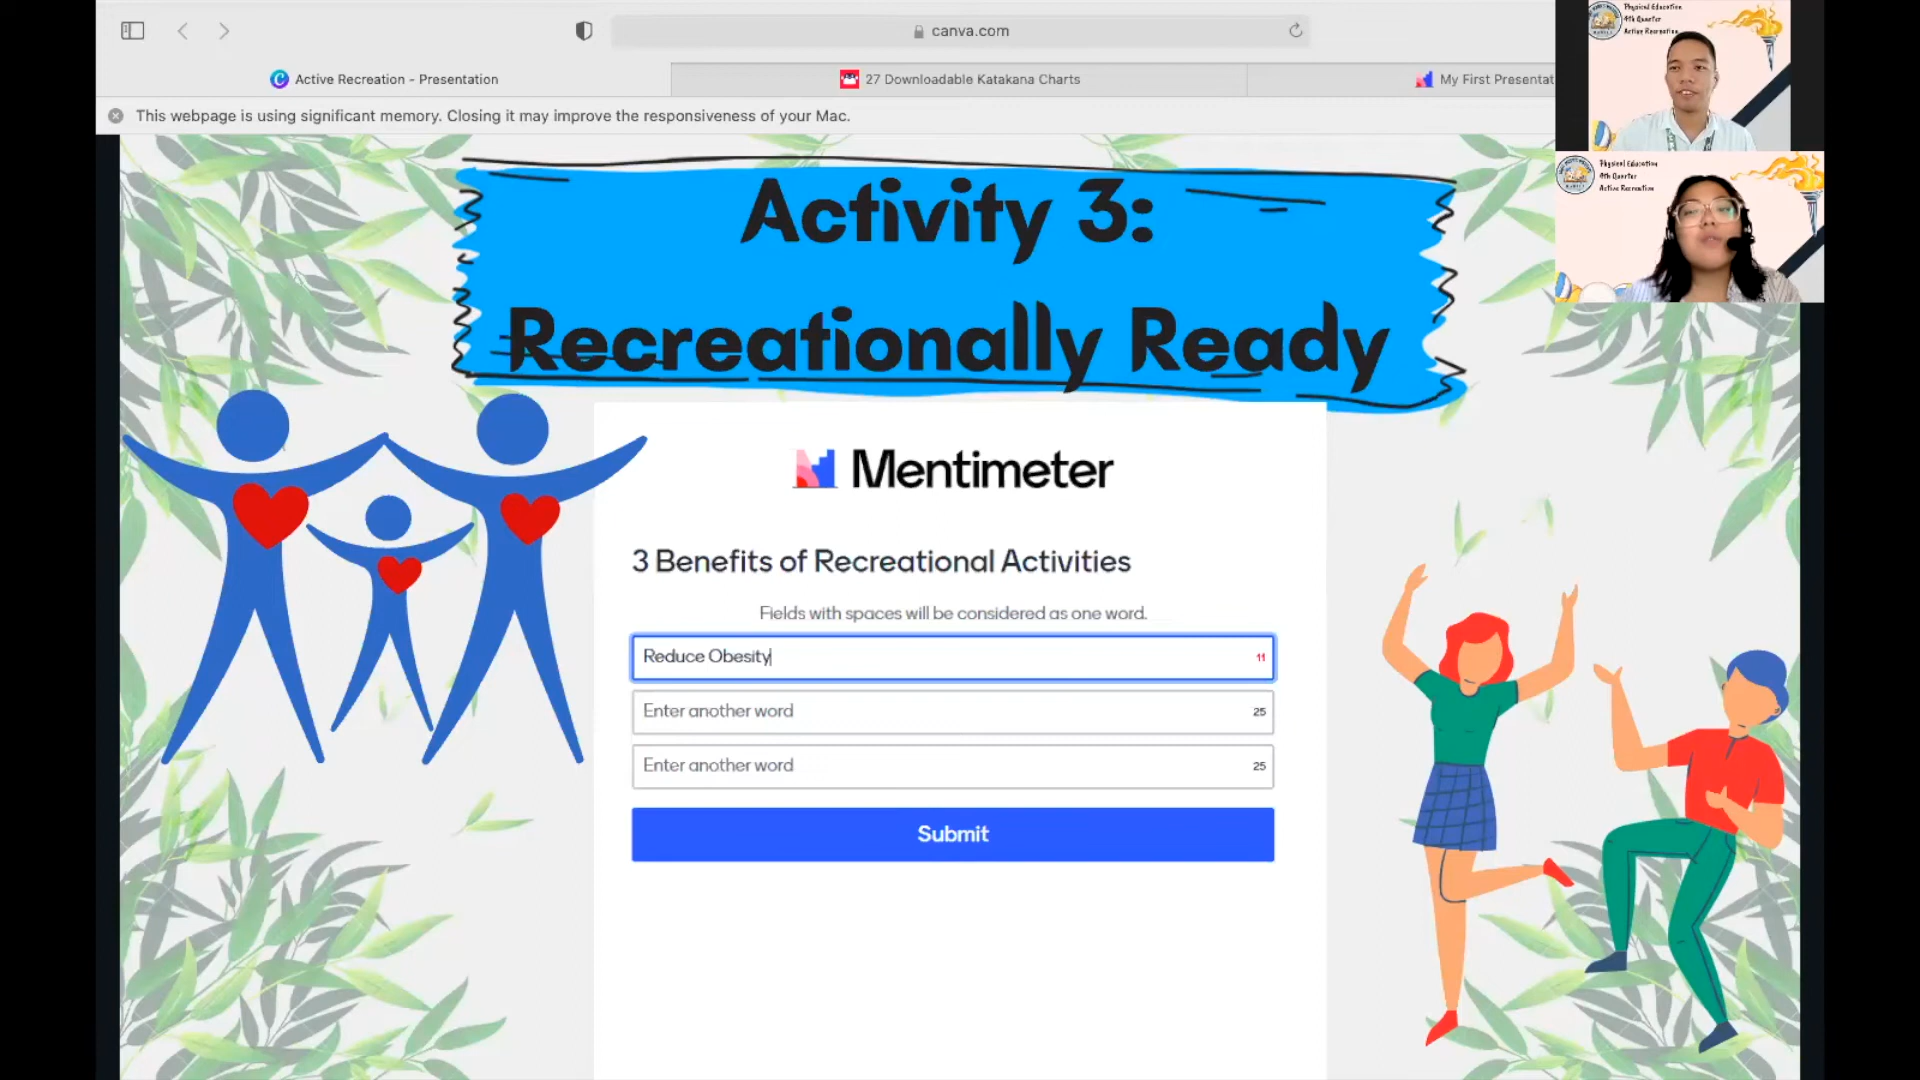 canva.com
Active Recreation - Presentation
27 Downloadable Katakana Charts
My First Presentat
This webpage is using significant memory. Closing it may improve the responsiveness of your Mac.
Physical Education
4th Quarter
Active Recreation
Physical Education
4th Quarter
Active Recreation
Activity 3:
Recreationally Ready
Mentimeter
3 Benefits of Recreational Activities
Fields with spaces will be considered as one word.
Reduce Obesity
11
Enter another word
25
Enter another word
25
Submit